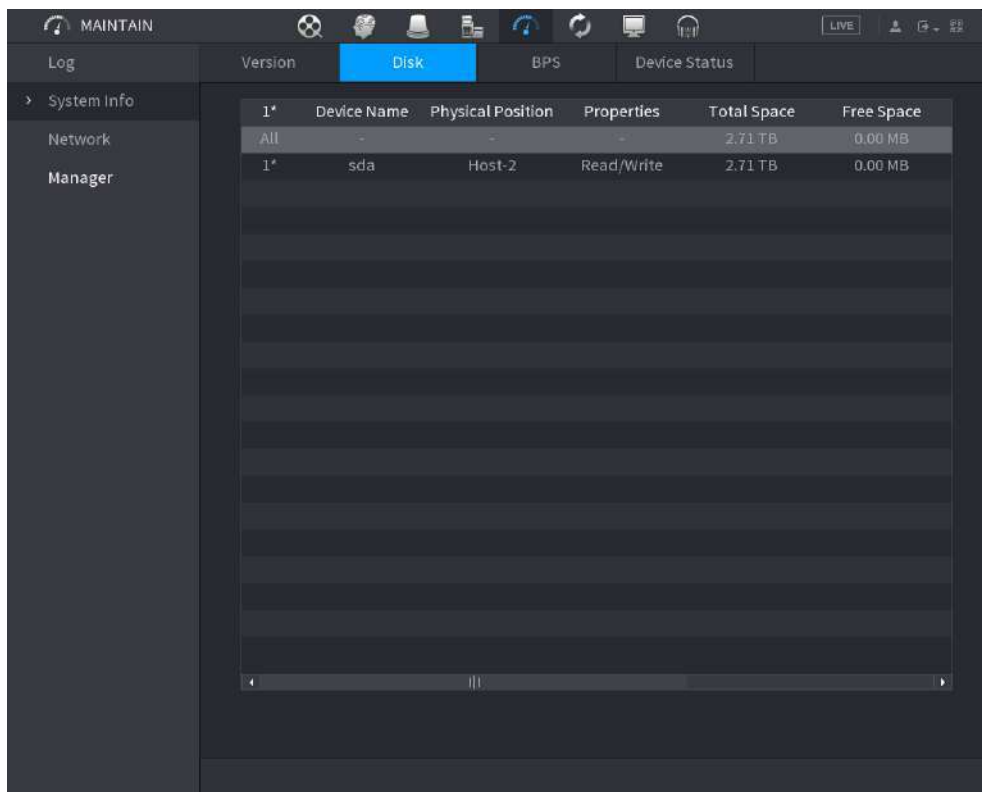 MAINTAIN LIVE
Log Version Disk BPS Device Status
System Info
1* Device Name Physical Position Properties Total Space Free Space
Network All - - - 2.71 TB 0.00 MB
1* sda Host-2 Read/Write 2.71 TB 0.00 MB
Manager